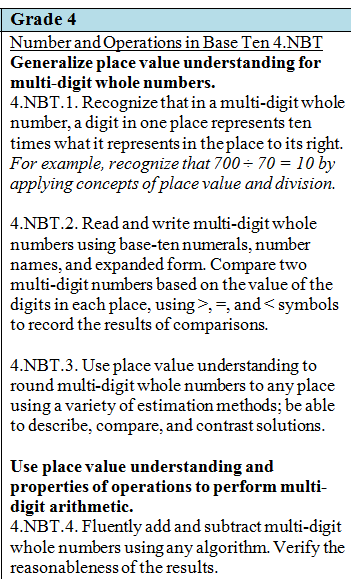 Grade 4
Number and Operations in Base Ten 4.NBT
Generalize place value understanding for
multi-digit whole numbers.
4.NBT.1. Recognize that in a multi-digit whole
number, a digit in one place represents ten
times what it represents in the place to its right.
For example, recognize that 700 ÷ 70 = 10 by
applying concepts of place value and division.
4.NBT.2. Read and write multi-digit whole
numbers using base-ten numerals, number
names, and expanded form. Compare two
multi-digit numbers based on the value of the
digits in each place, using >, =, and < symbols
to record the results of comparisons.
4.NBT.3. Use place value understanding to
round multi-digit whole numbers to any place
using a variety of estimation methods; be able
to describe, compare, and contrast solutions.
Use place value understanding and
properties of operations to perform multi-
digit arithmetic.
4.NBT.4. Fluently add and subtract multi-digit
whole numbers using any algorithm. Verify the
reasonableness of the results.